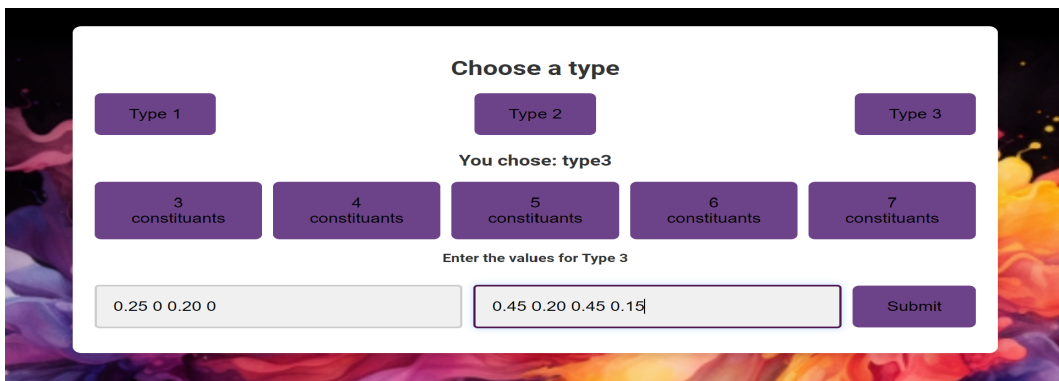 Choose a type
Type 1
Type 2
Type 3
You chose: type3
3
constituants
4
constituants
5
constituants
6
constituants
7
constituants
Enter the values for Type 3
0.25 0 0.20 0
0.45 0.20 0.45 0.15
Submit